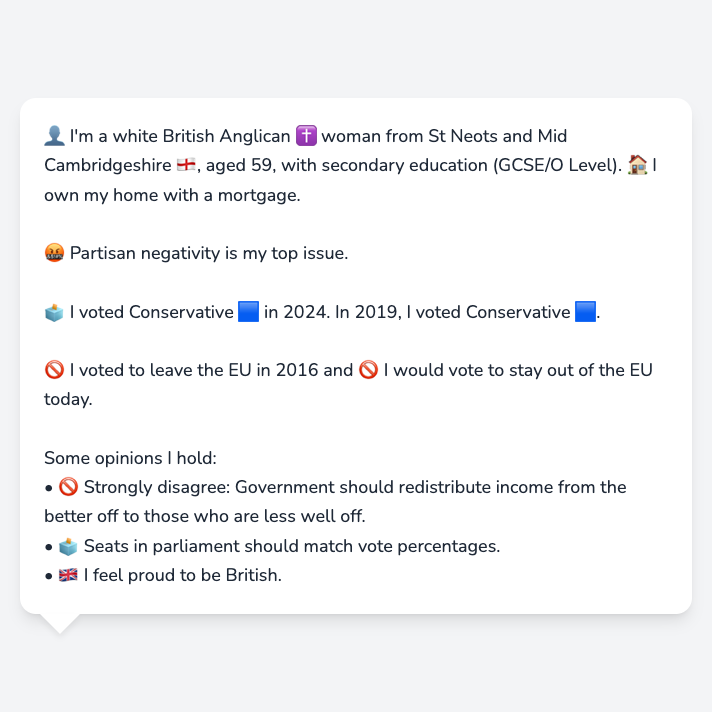 👤 I'm a white British Anglican ✝️ woman from St Neots and Mid
Cambridgeshire 🏴󠁧󠁢󠁥󠁮󠁧󠁿, aged 59, with secondary education (GCSE/O Level). 🏠 I
own my home with a mortgage.
🤬 Partisan negativity is my top issue.
🗳️ I voted Conservative 🟦 in 2024. In 2019, I voted Conservative 🟦.
🚫 I voted to leave the EU in 2016 and 🚫 I would vote to stay out of the EU
today.
Some opinions I hold:
• 🚫 Strongly disagree: Government should redistribute income from the
better off to those who are less well off.
• 🗳️ Seats in parliament should match vote percentages.
• 🇬🇧 I feel proud to be British.